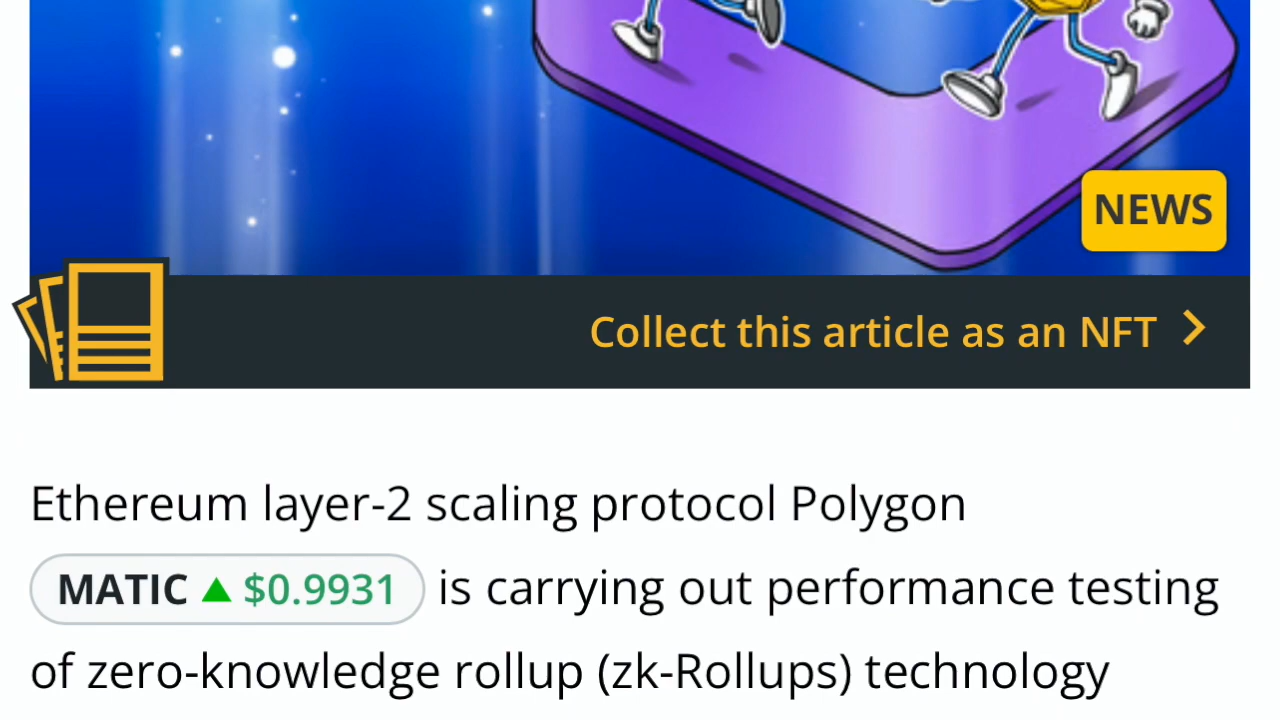 NEWS
Collect this article as an NFT
Ethereum layer-2 scaling protocol Polygon
MATIC ▲ $0.9931 is carrying out performance testing
of zero-knowledge rollup (zk-Rollups) technology